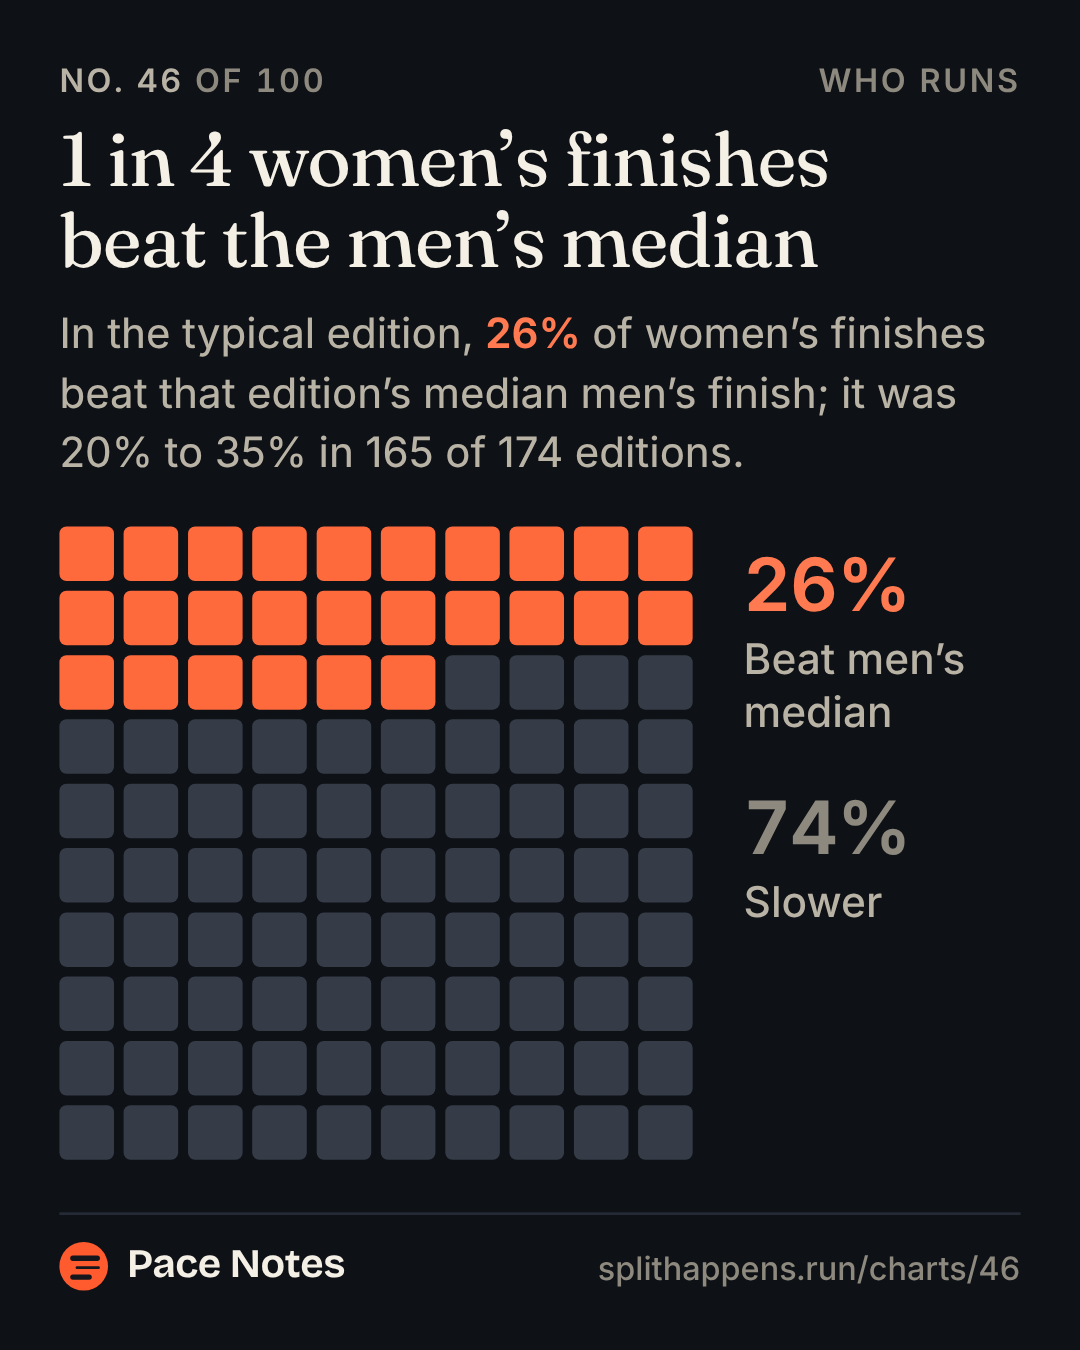 NO. 46 OF 100
WHO RUNS
1 in 4 women’s finishes
beat the men’s median
In the typical edition, 26% of women’s finishes
beat that edition’s median men’s finish; it was
20% to 35% in 165 of 174 editions.
26%
Beat men’s
median
74%
Slower
Pace Notes
splithappens.run/charts/46